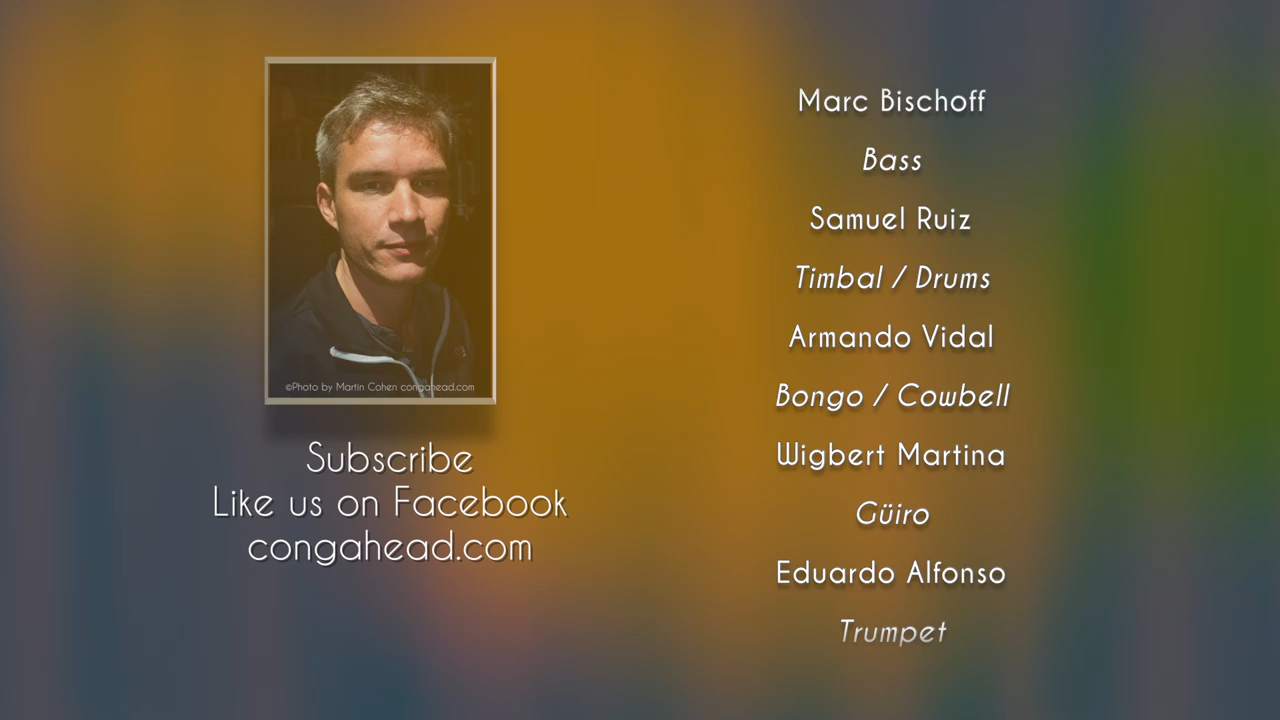 ©Photo by Martin Cohen congahead.com
Subscribe
Like us on Facebook
congahead.com
Marc Bischoff
Bass
Samuel Ruiz
Timbal / Drums
Armando Vidal
Bongo / Cowbell
Wigbert Martina
Güiro
Eduardo Alfonso
Trumpet